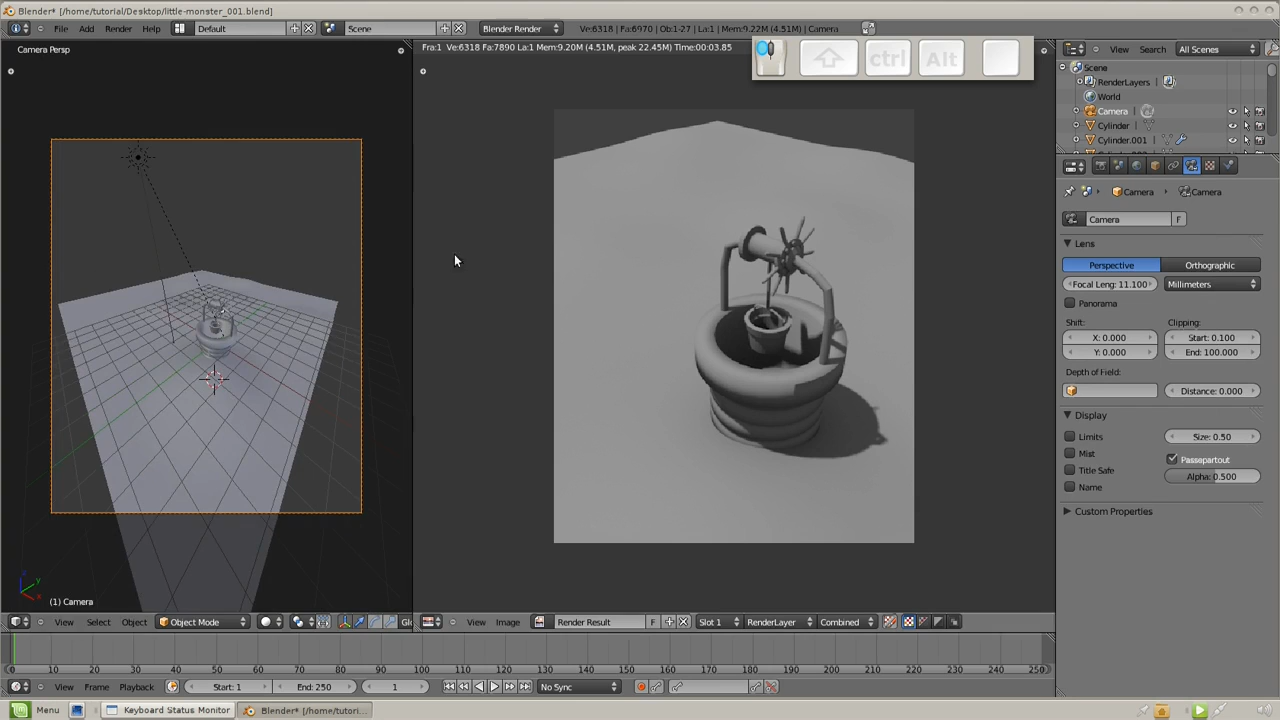 Blender* [/home/tutorial/Desktop/little-monster_001.blend]
File Add Render Help Default Scene Blender Render Ve:6318 | Fa:6970 | Ob:1-27 | La:1 | Mem:9.22M (4.51M) | Camera
Camera Persp
Fra:1 Ve:6318 Fa:7890 La:1 Mem:9.20M (4.51M, peak 22.45M) Time:00:03.85
ctrl Alt
View Search All Scenes
Scene
RenderLayers |
World
Camera |
Cylinder |
Cylinder.001 |
Camera Camera
Camera F
Lens
Perspective Orthographic
Focal Len: 11.100 Millimeters
Panorama
Shift: Clipping:
X: 0.000 Start: 0.100
Y: 0.000 End: 100.000
Depth of Field:
Distance: 0.000
Display
Limits Size: 0.50
Mist Passepartout
Title Safe Alpha: 0.500
Name
Custom Properties
z y x
(1) Camera
View Select Object Object Mode Gl
View Image Render Result F Slot 1 RenderLayer Combined
0 10 20 30 40 50 60 70 80 90 100 110 120 130 140 150 160 170 180 190 200 210 220 230 240 250
View Frame Playback Start: 1 End: 250 1 No Sync
Menu Keyboard Status Monitor Blender* [/home/tutori...